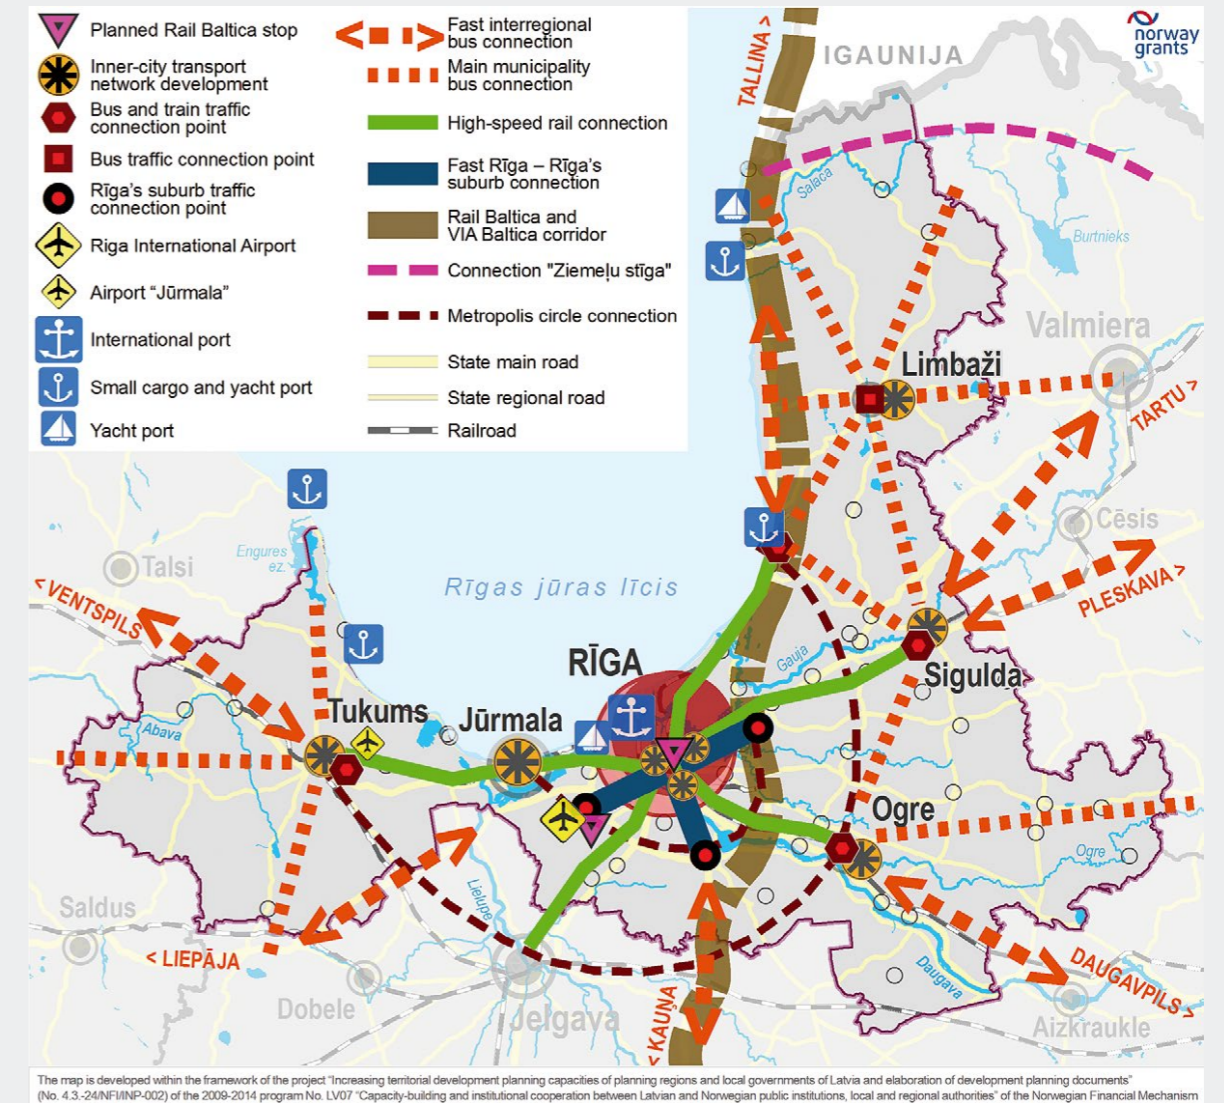 Planned Rail Baltica stop
Inner-city transport
network development
Bus and train traffic
connection point
Bus traffic connection point
Rīga's suburb traffic
connection point
Riga International Airport
Airport “Jūrmala”
International port
Small cargo and yacht port
Yacht port
Fast interregional
bus connection
Main municipality
bus connection
High-speed rail connection
Fast Rīga – Rīga's
suburb connection
Rail Baltica and
VIA Baltica corridor
Connection "Ziemeļu stīga"
Metropolis circle connection
State main road
State regional road
Railroad
TALLINA >
IGAUNIJA
norway
grants
Salaca
Burtnieks
Valmiera
Limbaži
TARTU >
Cēsis
PLESKAVA >
Engures
ez.
Talsi
< VENTSPILS
Rīgas jūras līcis
RĪGA
Gauja
Sigulda
Tukums
Jūrmala
Abava
Ogre
Ogre
Lielupe
Saldus
< LIEPĀJA
Dobele
Jelgava
< KAUŅA
Daugava
DAUGAVPILS >
Aizkraukle
The map is developed within the framework of the project “Increasing territorial development planning capacities of planning regions and local governments of Latvia and elaboration of development planning documents”
(No. 4.3.-24/NFI/INP-002) of the 2009-2014 program No. LV07 “Capacity-building and institutional cooperation between Latvian and Norwegian public institutions, local and regional authorities” of the Norwegian Financial Mechanism